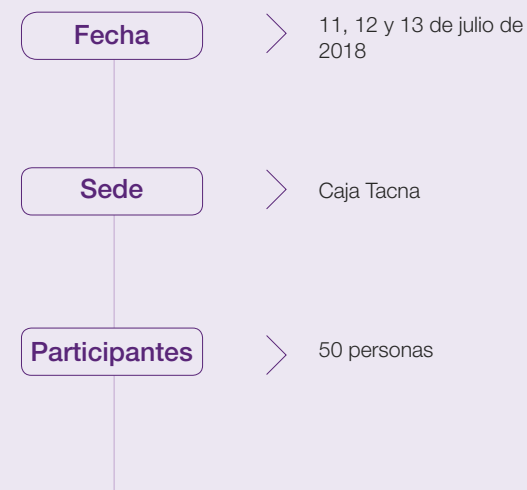 Fecha
11, 12 y 13 de julio de
2018
Sede
Caja Tacna
Participantes
50 personas